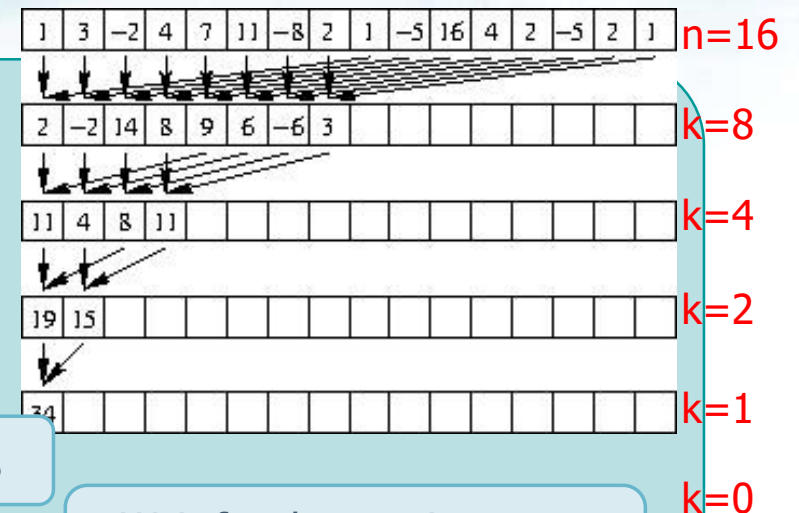 1 3 -2 4 7 11 -8 2 1 -5 16 4 2 -5 2 1 n=16
2 -2 14 8 9 6 -6 3 k=8
11 4 8 11 k=4
19 15 k=2
34 k=1
k=0